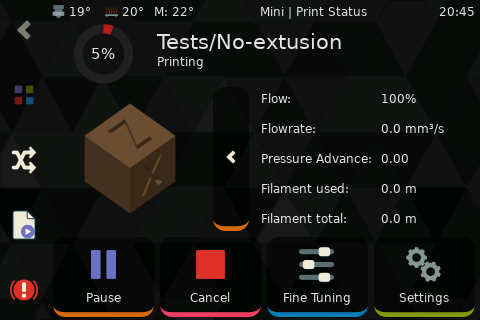 19° 20° M: 22° Mini | Print Status 20:45
Tests/No-extusion
5%
Printing
Flow: 100%
Flowrate: 0.0 mm³/s
Pressure Advance: 0.00
Filament used: 0.0 m
Filament total: 0.0 m
Pause Cancel Fine Tuning Settings